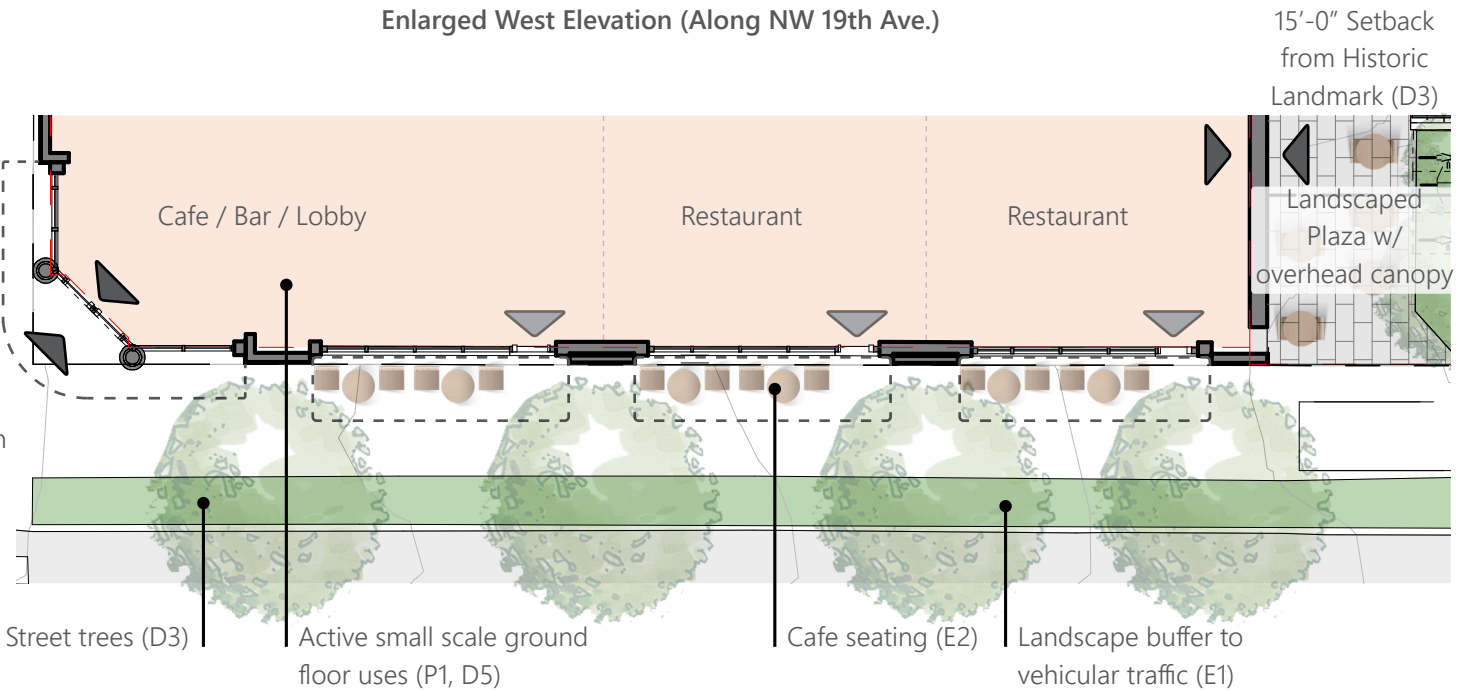 Enlarged West Elevation (Along NW 19th Ave.)
15’-0” Setback
from Historic
Landmark (D3)
Cafe / Bar / Lobby
Restaurant
Restaurant
Landscaped
Plaza w/
overhead canopy
n
Street trees (D3)
Active small scale ground
floor uses (P1, D5)
Cafe seating (E2)
Landscape buffer to
vehicular traffic (E1)